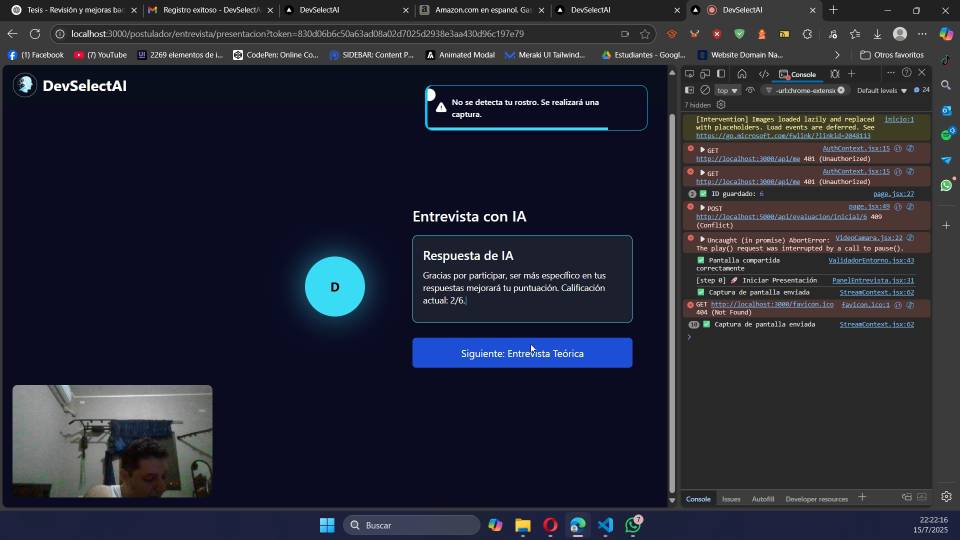 Tesis - Revisión y mejoras bac
Registro exitoso - DevSelectA
DevSelectAI
Amazon.com en espanol. Gas
DevSelectAI
DevSelectAI
localhost:3000/postulador/entrevista/presentacion?token=830d06b6c50a63ad08a02d7025d2938e3aa430d96c197e79
(1) Facebook
(7) YouTube
2269 elementos de i...
CodePen: Online Co...
SIDEBAR: Content P...
Animated Modal
Meraki UI Tailwind...
Estudiantes - Googl...
Website Domain Na...
Otros favoritos
DevSelectAI
No se detecta tu rostro. Se realizará una
captura.
Entrevista con IA
D
Respuesta de IA
Gracias por participar, ser más específico en tus
respuestas mejorará tu puntuación. Calificación
actual: 2/6.
Siguiente: Entrevista Teórica
Console
top
-url:chrome-extensi
Default levels
24
7 hidden
[Intervention] Images loaded lazily and replaced inicio:1
with placeholders. Load events are deferred. See
https://go.microsoft.com/fwlink/?linkid=2048113
GET AuthContext.jsx:15
http://localhost:3000/api/me 401 (Unauthorized)
GET AuthContext.jsx:15
http://localhost:3000/api/me 401 (Unauthorized)
2 ID guardado: 6 page.jsx:27
POST page.jsx:49
http://localhost:5000/api/evaluacion/inicial/6 409
(Conflict)
Uncaught (in promise) AbortError: VideoCamara.jsx:22
The play() request was interrupted by a call to pause().
Pantalla compartida ValidadorEntorno.jsx:43
correctamente
[step 0] 🚀 Iniciar Presentación PanelEntrevista.jsx:31
Captura de pantalla enviada StreamContext.jsx:62
GET http://localhost:3000/favicon.ico favicon.ico:1
404 (Not Found)
10 Captura de pantalla enviada StreamContext.jsx:62
Console
Issues
Autofill
Developer resources
Buscar
7
22:22:16
15/7/2025